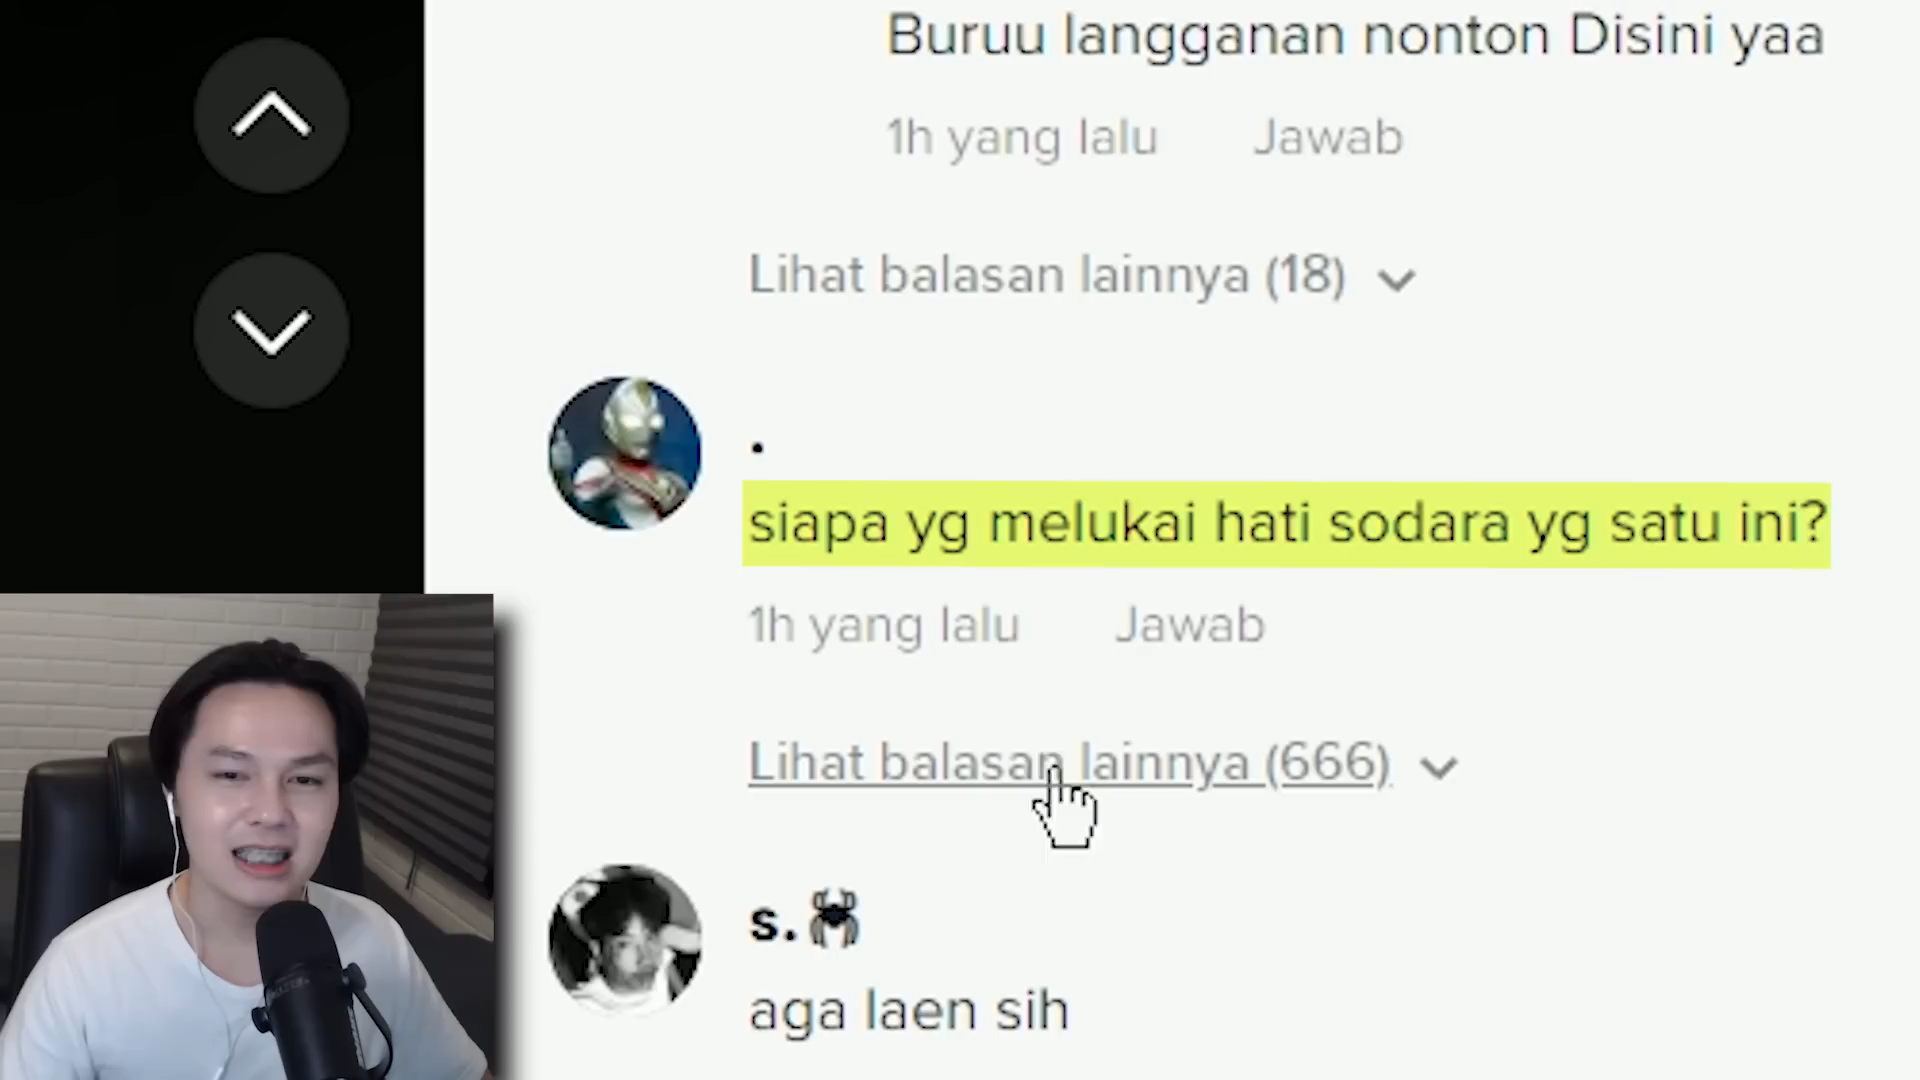 Buruu langganan nonton Disini yaa
1h yang lalu Jawab
Lihat balasan lainnya (18)
.
siapa yg melukai hati sodara yg satu ini?
1h yang lalu Jawab
Lihat balasan lainnya (666)
s.🕷
aga laen sih